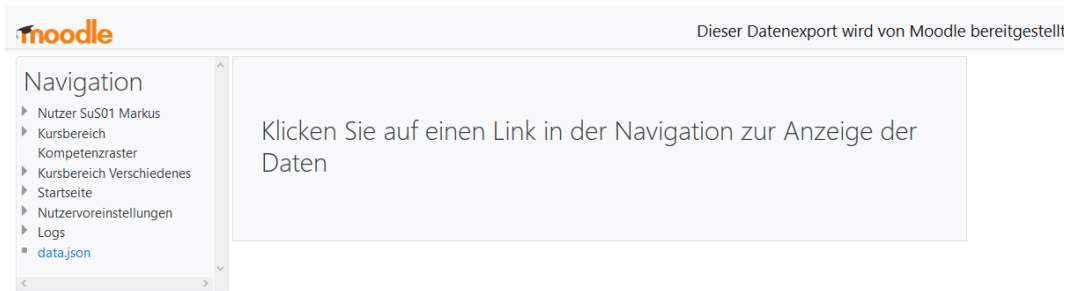 moodle
Dieser Datenexport wird von Moodle bereitgestellt
Navigation
Nutzer SuS01 Markus
Kursbereich
Kompetenzraster
Kursbereich Verschiedenes
Startseite
Nutzervoreinstellungen
Logs
data.json
Klicken Sie auf einen Link in der Navigation zur Anzeige der
Daten